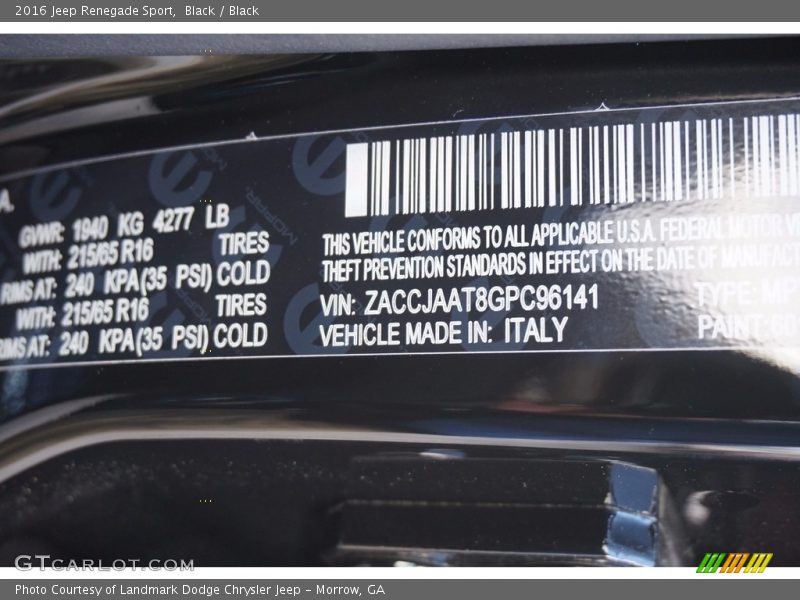 2016 Jeep Renegade Sport, Black / Black
A.
GVWR: 1940 KG 4277 LB
WITH: 215/65 R16 TIRES
RIMS AT: 240 KPA(35 PSI) COLD
WITH: 215/65 R16 TIRES
RIMS AT: 240 KPA(35 PSI) COLD
THIS VEHICLE CONFORMS TO ALL APPLICABLE U.S.A. FEDERAL MOTOR
THEFT PREVENTION STANDARDS IN EFFECT ON THE DATE OF
VIN: ZACCJAAT8GPC96141 TYPE:
VEHICLE MADE IN: ITALY PAINT:
MOPAR
GTCARLOT.COM
Photo Courtesy of Landmark Dodge Chrysler Jeep – Morrow, GA